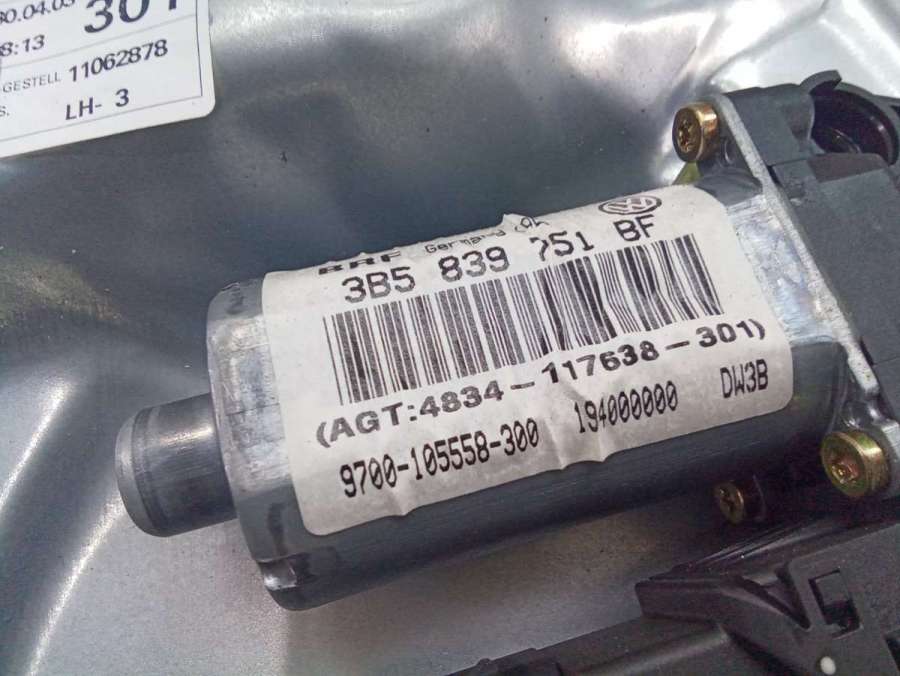 30.04.03 301
8:13
GESTELL 11062878
S. LH- 3
BRF Germany
3B5 839 751 BF
(AGT:4834-117638-301)
9700-105558-300 194000000 DW3B